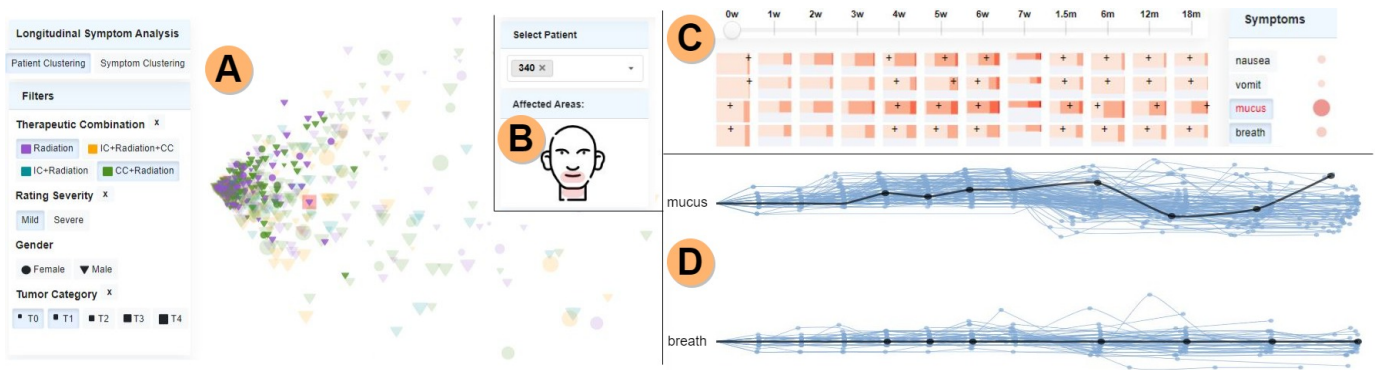 Longitudinal Symptom Analysis
Patient Clustering Symptom Clustering
Filters
Therapeutic Combination x
Radiation IC+Radiation+CC
IC+Radiation CC+Radiation
Rating Severity x
Mild Severe
Gender
Female Male
Tumor Category x
T0 T1 T2 T3 T4
A
Select Patient
340 ×
Affected Areas:
B
C
0w 1w 2w 3w 4w 5w 6w 7w 1.5m 6m 12m 18m
Symptoms
nausea
vomit
mucus
breath
mucus
D
breath